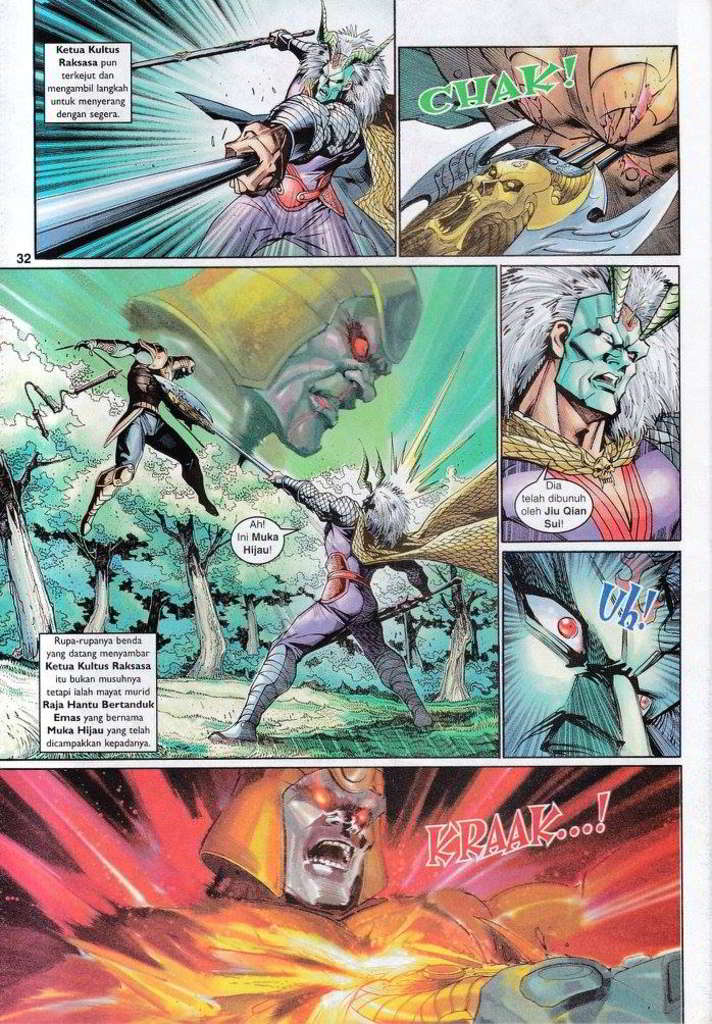 Ketua Kultus
Raksasa pun
terkejut dan
mengambil langkah
untuk menyerang
dengan segera.
CHAK!
32
Ah!
Ini Muka
Hijau!
Rupa-rupanya benda
yang datang menyambar
Ketua Kultus Raksasa
itu bukan musuhnya
tetapi ialah mayat murid
Raja Hantu Bertanduk
Emas yang bernama
Muka Hijau yang telah
dicampakkan kepadanya.
Dia
telah dibunuh
oleh Jiu Qian
Sui!
Uh!
KRAAK...!